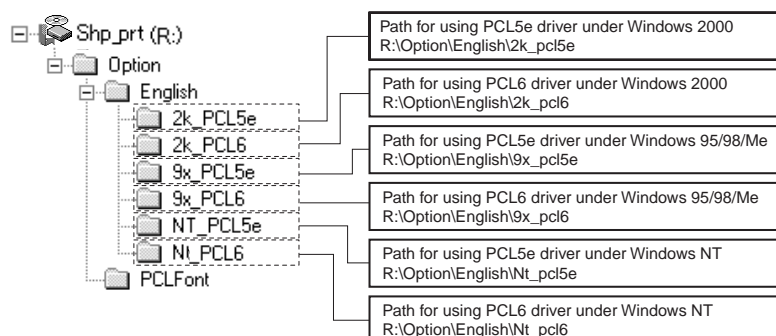 Shp_prt (R:)
Option
English
2k_PCL5e
2k_PCL6
9x_PCL5e
9x_PCL6
NT_PCL5e
Nt_PCL6
PCLFont
Path for using PCL5e driver under Windows 2000
R:\Option\English\2k_pcl5e
Path for using PCL6 driver under Windows 2000
R:\Option\English\2k_pcl6
Path for using PCL5e driver under Windows 95/98/Me
R:\Option\English\9x_pcl5e
Path for using PCL6 driver under Windows 95/98/Me
R:\Option\English\9x_pcl6
Path for using PCL5e driver under Windows NT
R:\Option\English\Nt_pcl5e
Path for using PCL6 driver under Windows NT
R:\Option\English\Nt_pcl6